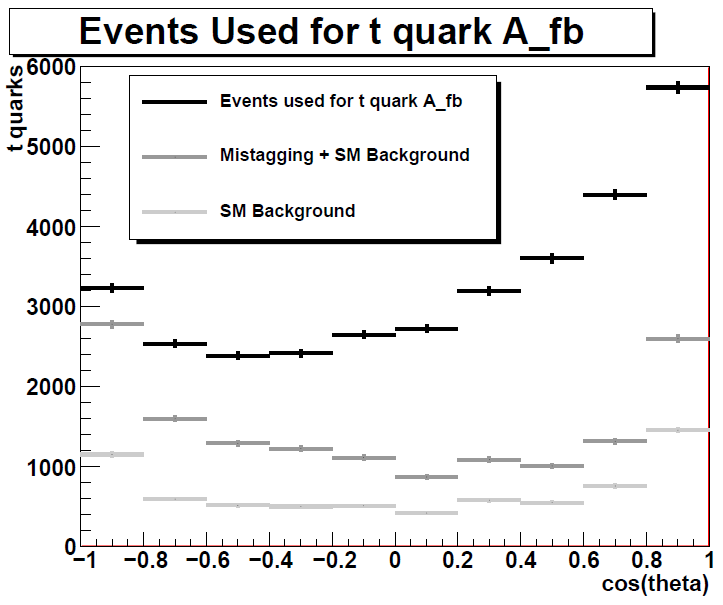 Events Used for t quark A_fb
t quarks
6000
5000
4000
3000
2000
1000
0
Events used for t quark A_fb
Mistagging + SM Background
SM Background
−1 −0.8 −0.6 −0.4 −0.2 0 0.2 0.4 0.6 0.8 1
cos(theta)